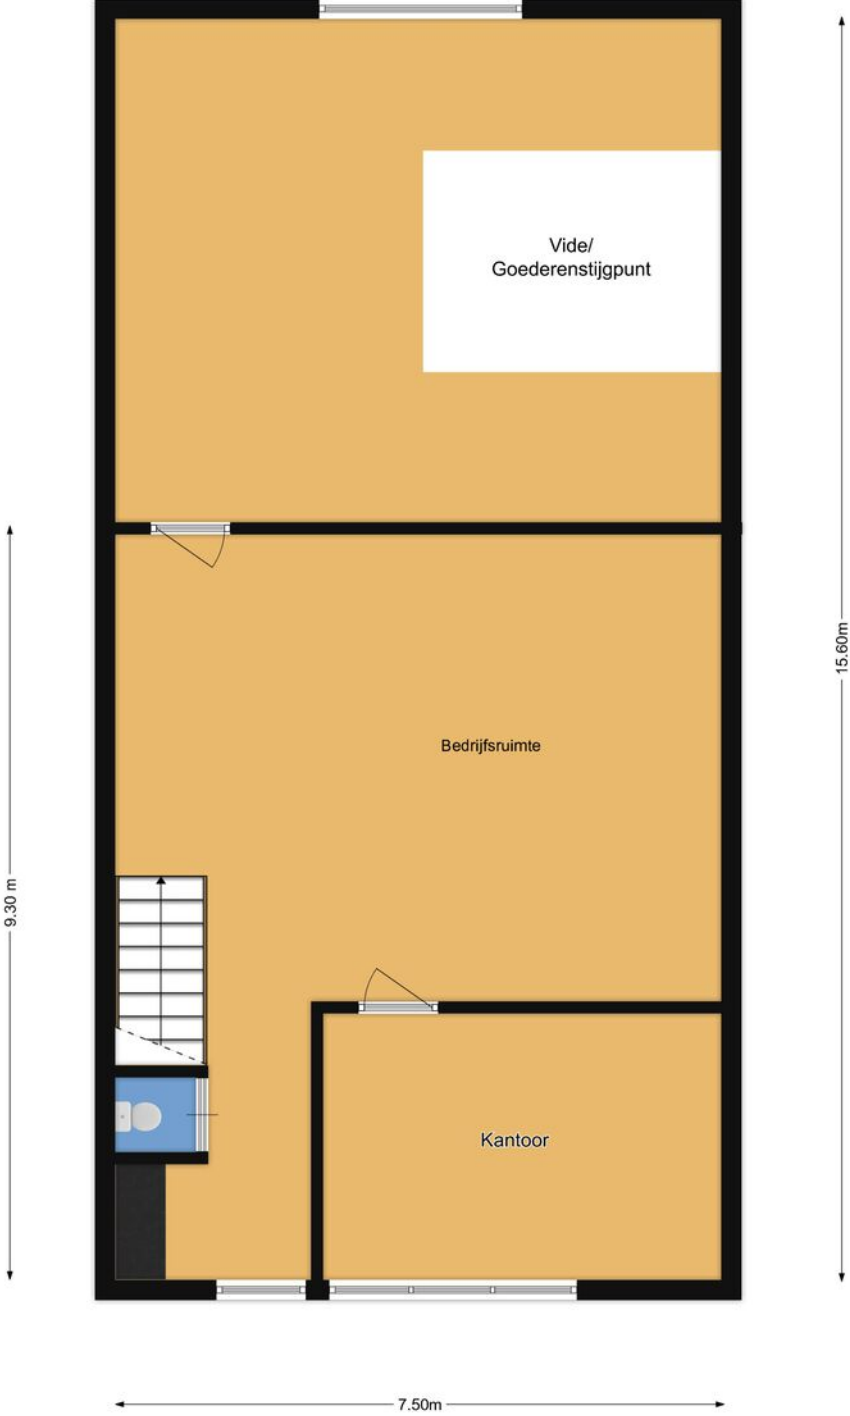 Vide/
Goederenstijgpunt
15.60m
Bedrijfsruimte
9.30 m
Kantoor
7.50m